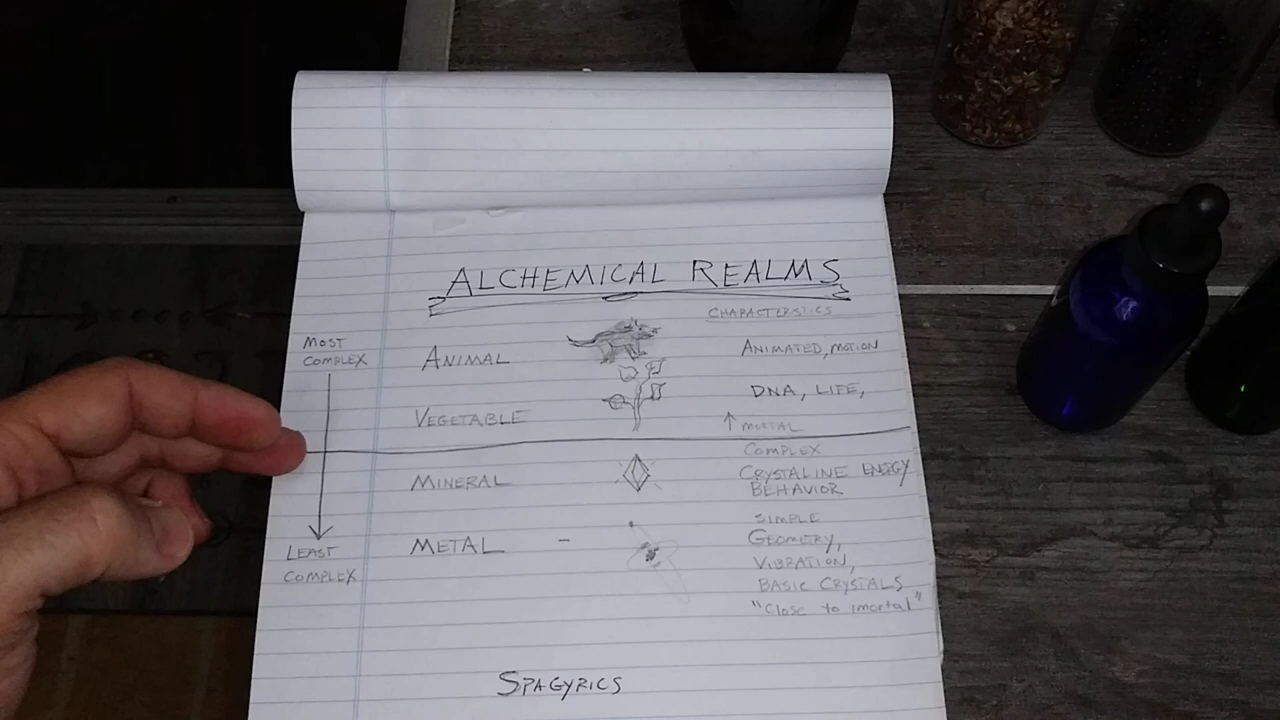 ALCHEMICAL REALMS
CHARACTERISTICS
MOST
COMPLEX
ANIMAL
ANIMATED, MOTION
VEGETABLE
DNA, LIFE,
↑ MORTAL
MINERAL
COMPLEX
CRYSTALINE ENERGY
BEHAVIOR
METAL -
SIMPLE
GEOMETRY,
VIBRATION,
BASIC CRYSTALS
"Close to imortal"
LEAST
COMPLEX
SPAGYRICS